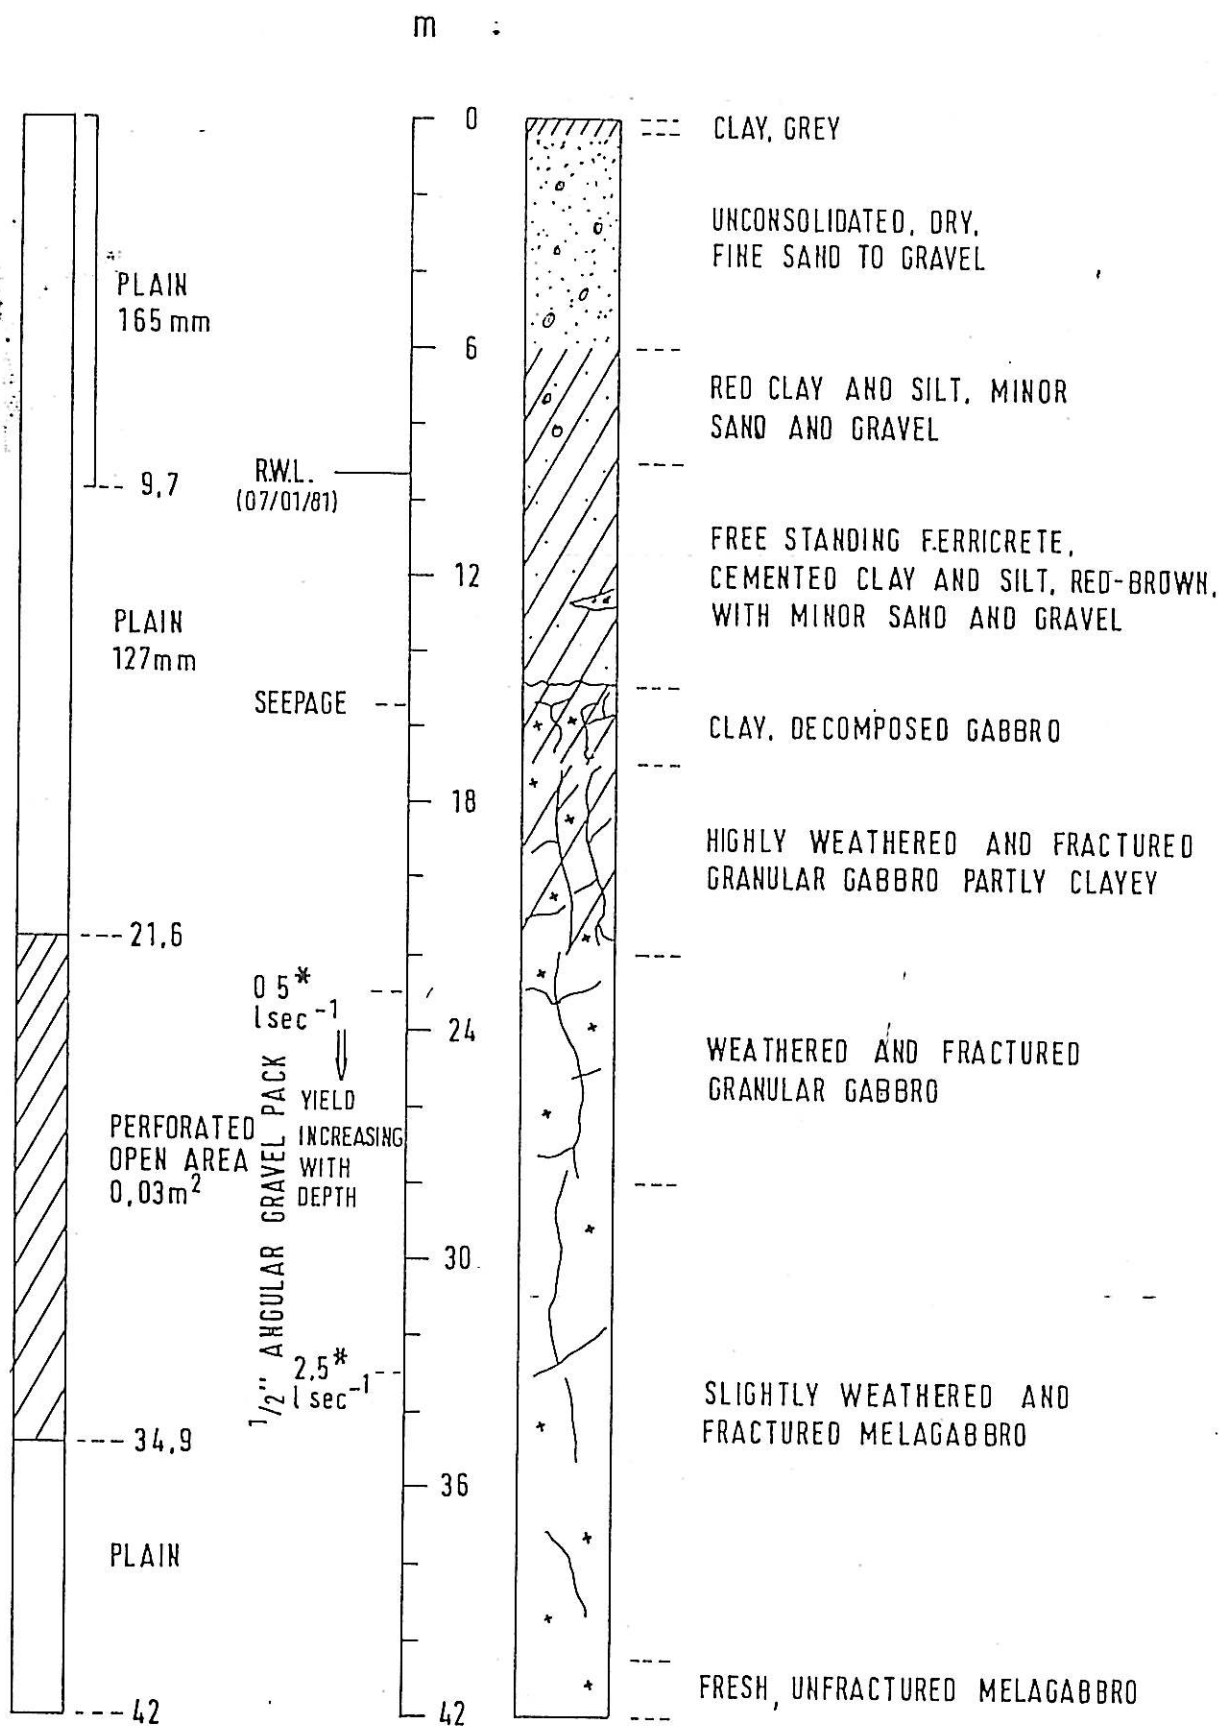 m
0
6
12
18
24
30
36
42
PLAIN
165 mm
9,7
PLAIN
127mm
21,6
PERFORATED
OPEN AREA
0,03m²
34,9
PLAIN
42
R.W.L.
(07/01/81)
SEEPAGE
0 5*
l sec⁻¹
YIELD
INCREASING
WITH
DEPTH
1/2" ANGULAR GRAVEL PACK
2,5*
l sec⁻¹
CLAY, GREY
UNCONSOLIDATED, DRY,
FINE SAND TO GRAVEL
RED CLAY AND SILT, MINOR
SAND AND GRAVEL
FREE STANDING FERRICRETE,
CEMENTED CLAY AND SILT, RED-BROWN,
WITH MINOR SAND AND GRAVEL
CLAY, DECOMPOSED GABBRO
HIGHLY WEATHERED AND FRACTURED
GRANULAR GABBRO PARTLY CLAYEY
WEATHERED AND FRACTURED
GRANULAR GABBRO
SLIGHTLY WEATHERED AND
FRACTURED MELAGABBRO
FRESH, UNFRACTURED MELAGABBRO